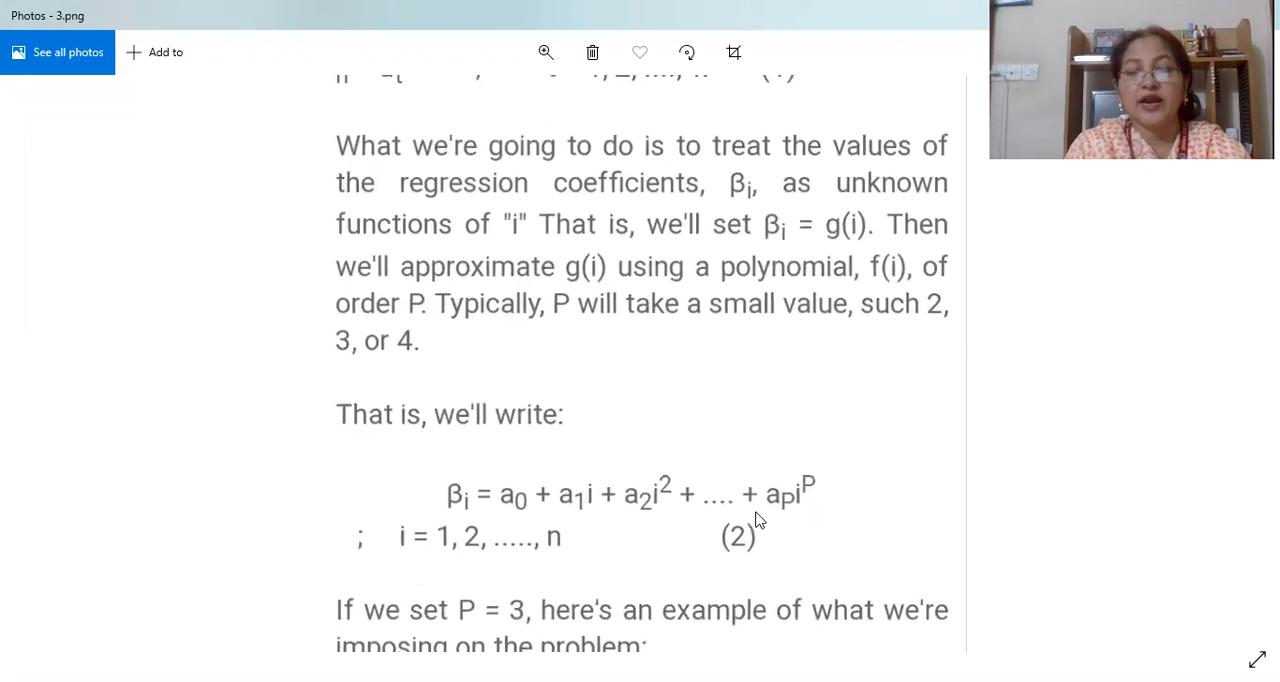 Photos - 3.png
See all photos
Add to
What we're going to do is to treat the values of
the regression coefficients, βᵢ, as unknown
functions of "i" That is, we'll set βᵢ = g(i). Then
we'll approximate g(i) using a polynomial, f(i), of
order P. Typically, P will take a small value, such 2,
3, or 4.
That is, we'll write:
βᵢ = a₀ + a₁i + a₂i² + .... + aₚiᴾ
; i = 1, 2, ....., n (2)
If we set P = 3, here's an example of what we're
imposing on the problem: